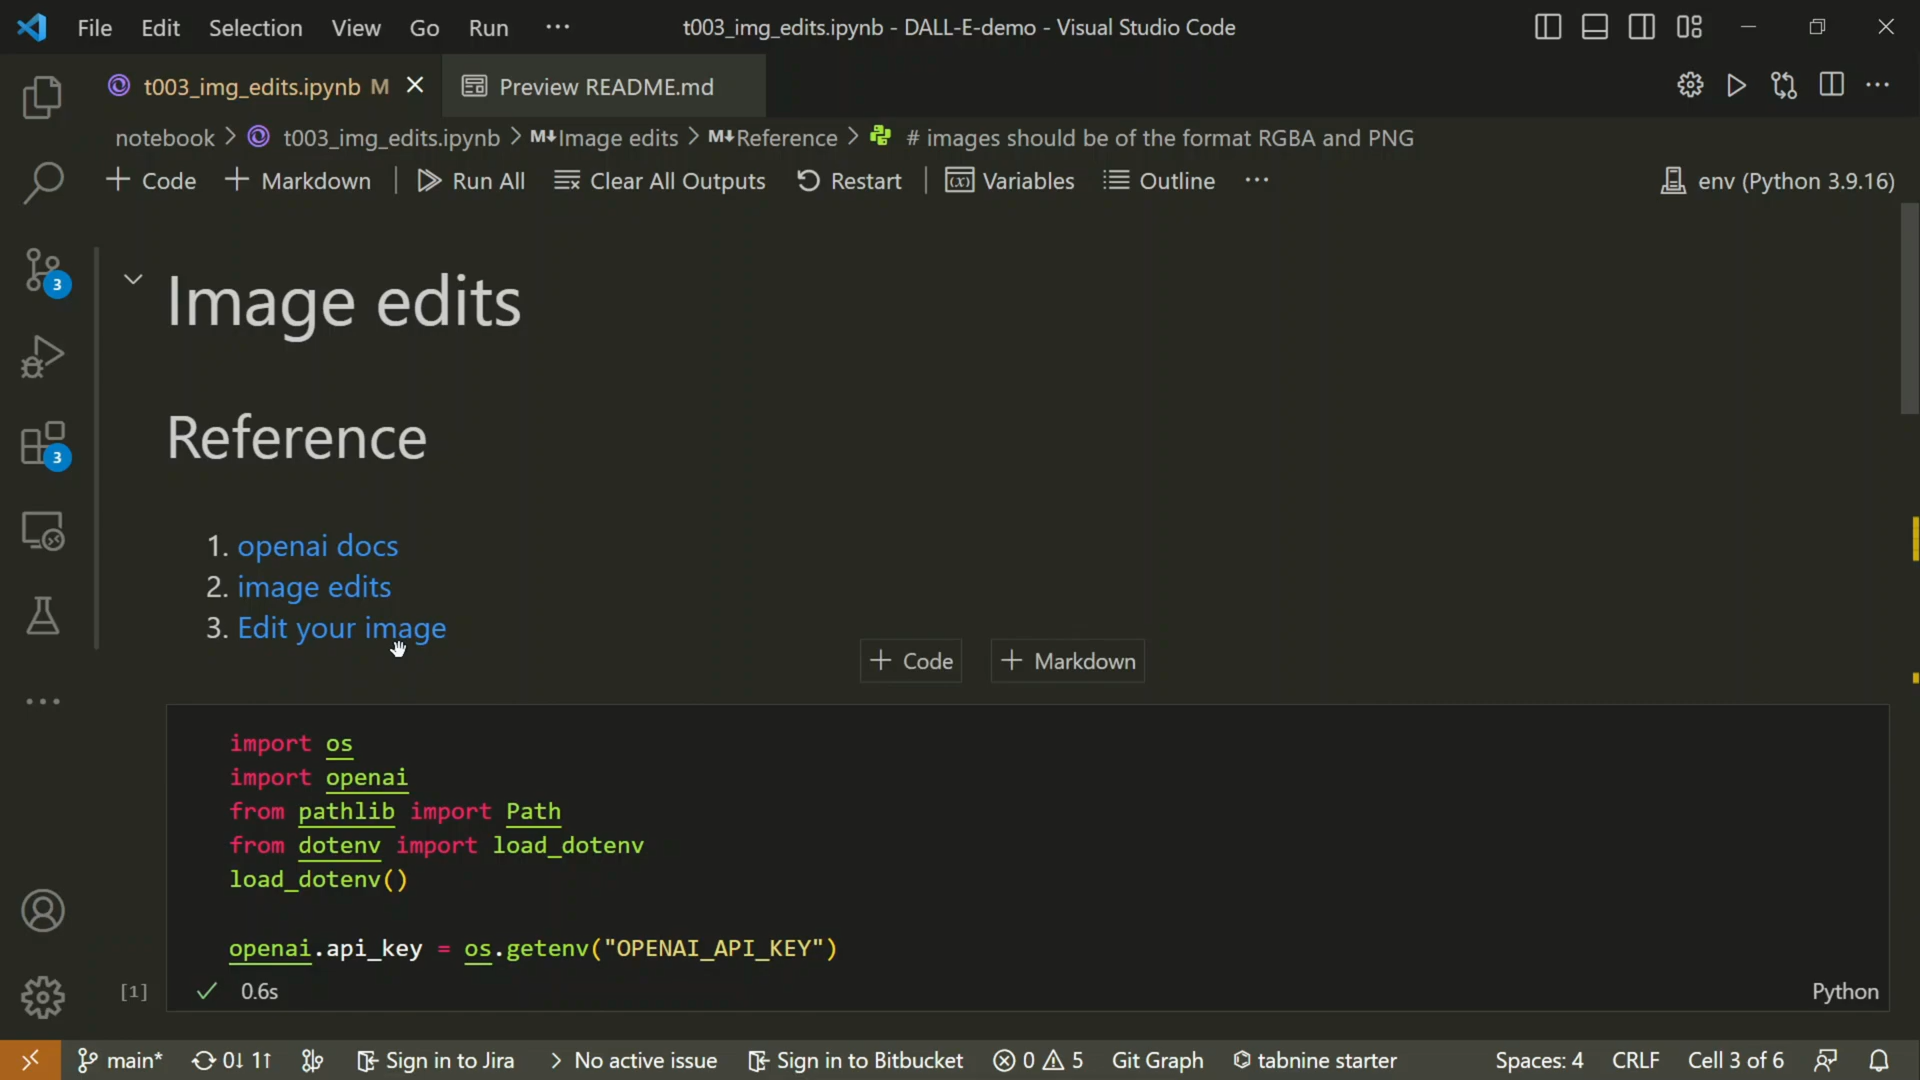 File Edit Selection View Go Run ··· t003_img_edits.ipynb - DALL-E-demo - Visual Studio Code
t003_img_edits.ipynb M Preview README.md
notebook > t003_img_edits.ipynb > M↓Image edits > M↓Reference > # images should be of the format RGBA and PNG
+ Code + Markdown | Run All Clear All Outputs Restart | Variables Outline ··· env (Python 3.9.16)
3
3
Image edits
Reference
1. openai docs
2. image edits
3. Edit your image
+ Code + Markdown
import os
import openai
from pathlib import Path
from dotenv import load_dotenv
load_dotenv()
openai.api_key = os.getenv("OPENAI_API_KEY")
[1] ✓ 0.6s Python
main* 0↓ 1↑ Sign in to Jira > No active issue Sign in to Bitbucket 0 5 Git Graph tabnine starter Spaces: 4 CRLF Cell 3 of 6